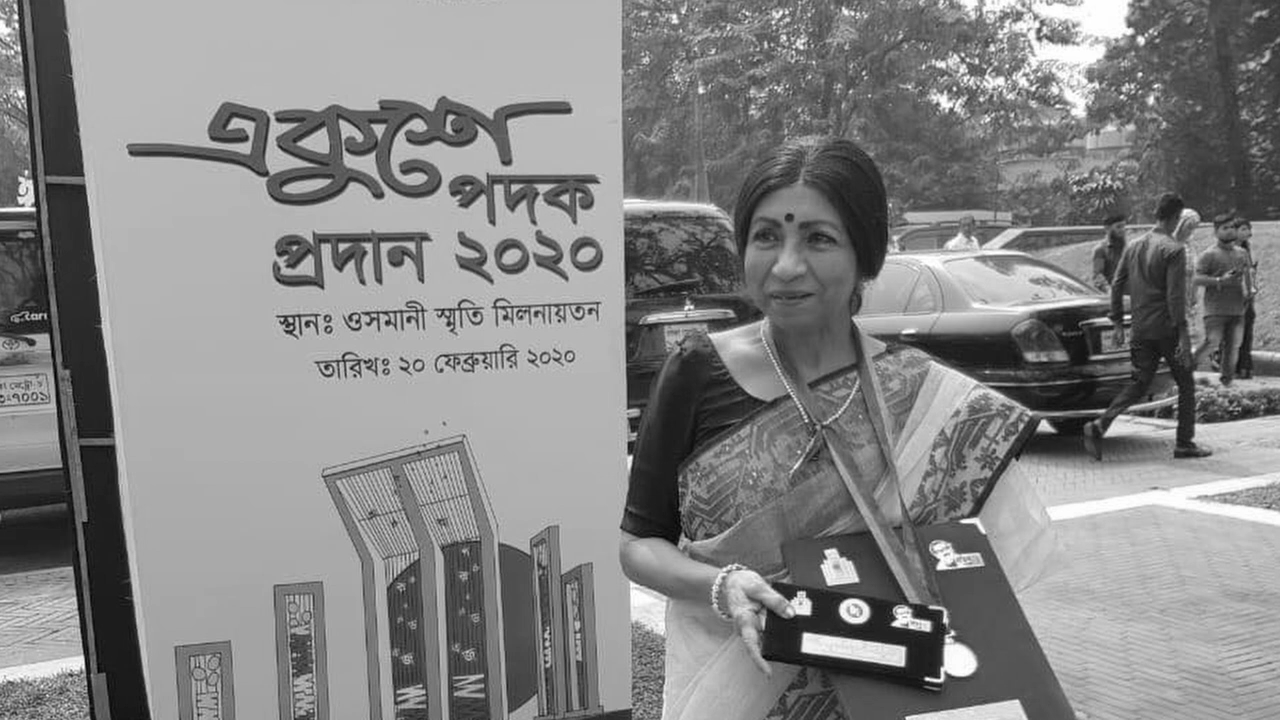 একুশে
পদক
প্রদান ২০২০
স্থানঃ ওসমানী স্মৃতি মিলনায়তন
তারিখঃ ২০ ফেব্রুয়ারি ২০২০